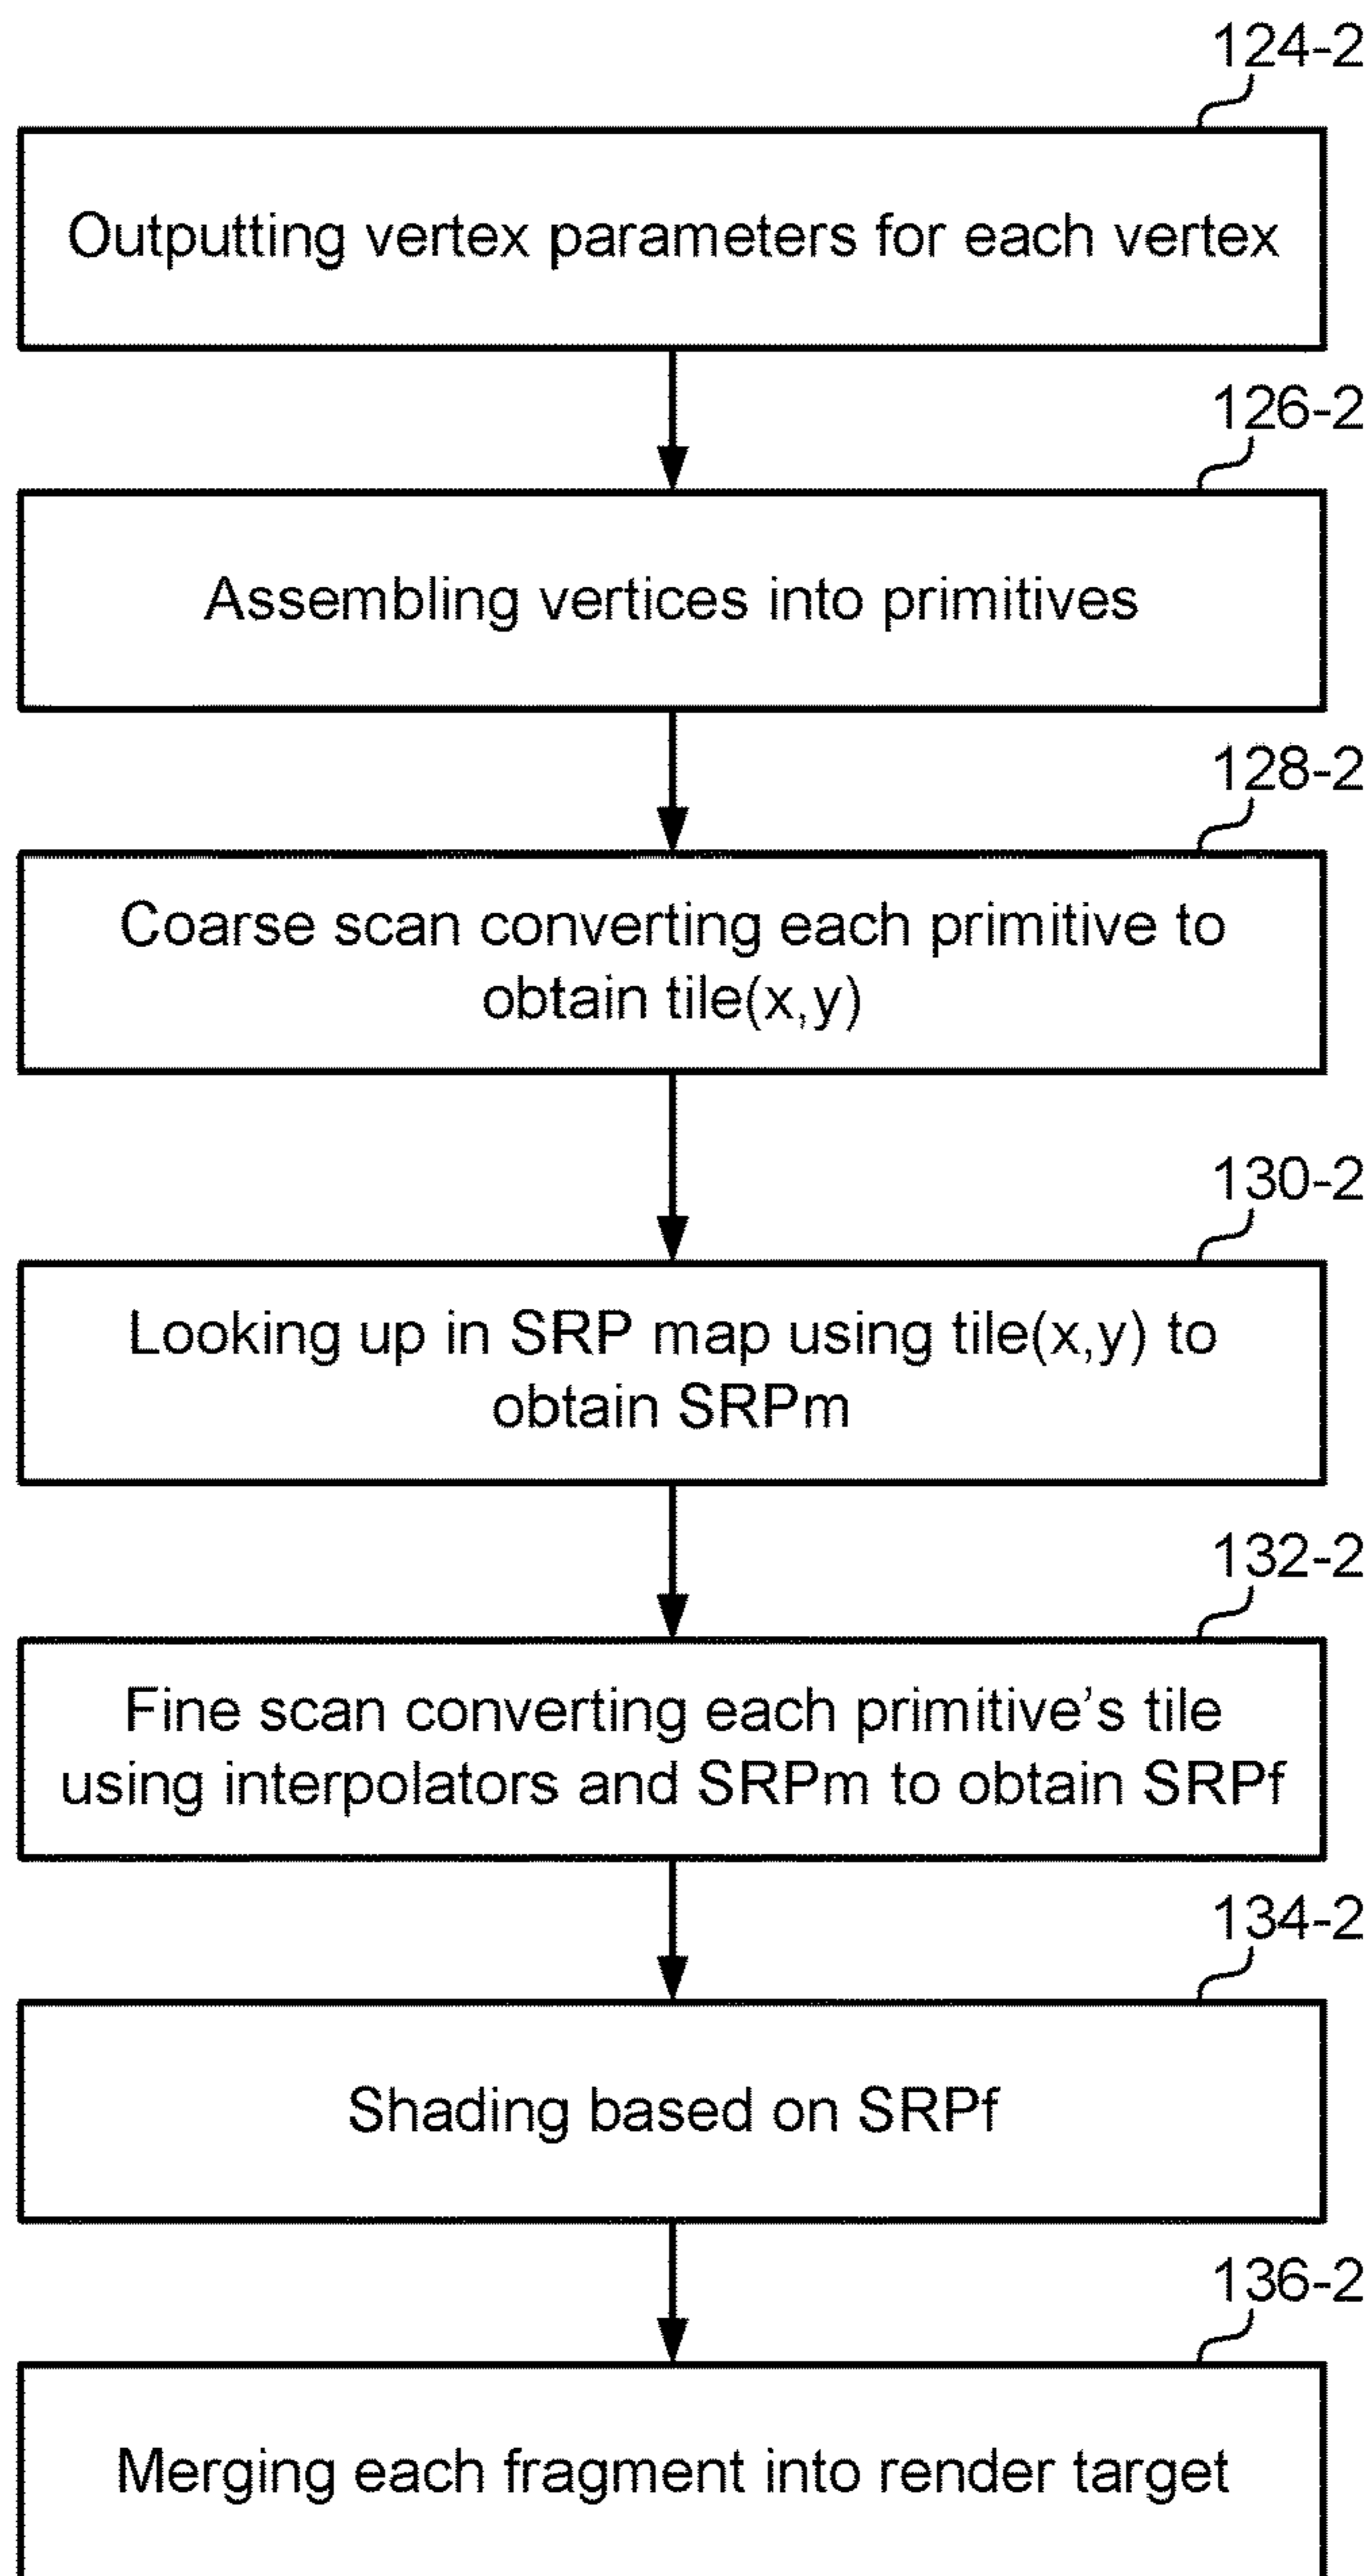 124-2
Outputting vertex parameters for each vertex
126-2
Assembling vertices into primitives
128-2
Coarse scan converting each primitive to
obtain tile(x,y)
130-2
Looking up in SRP map using tile(x,y) to
obtain SRPm
132-2
Fine scan converting each primitive's tile
using interpolators and SRPm to obtain SRPf
134-2
Shading based on SRPf
136-2
Merging each fragment into render target